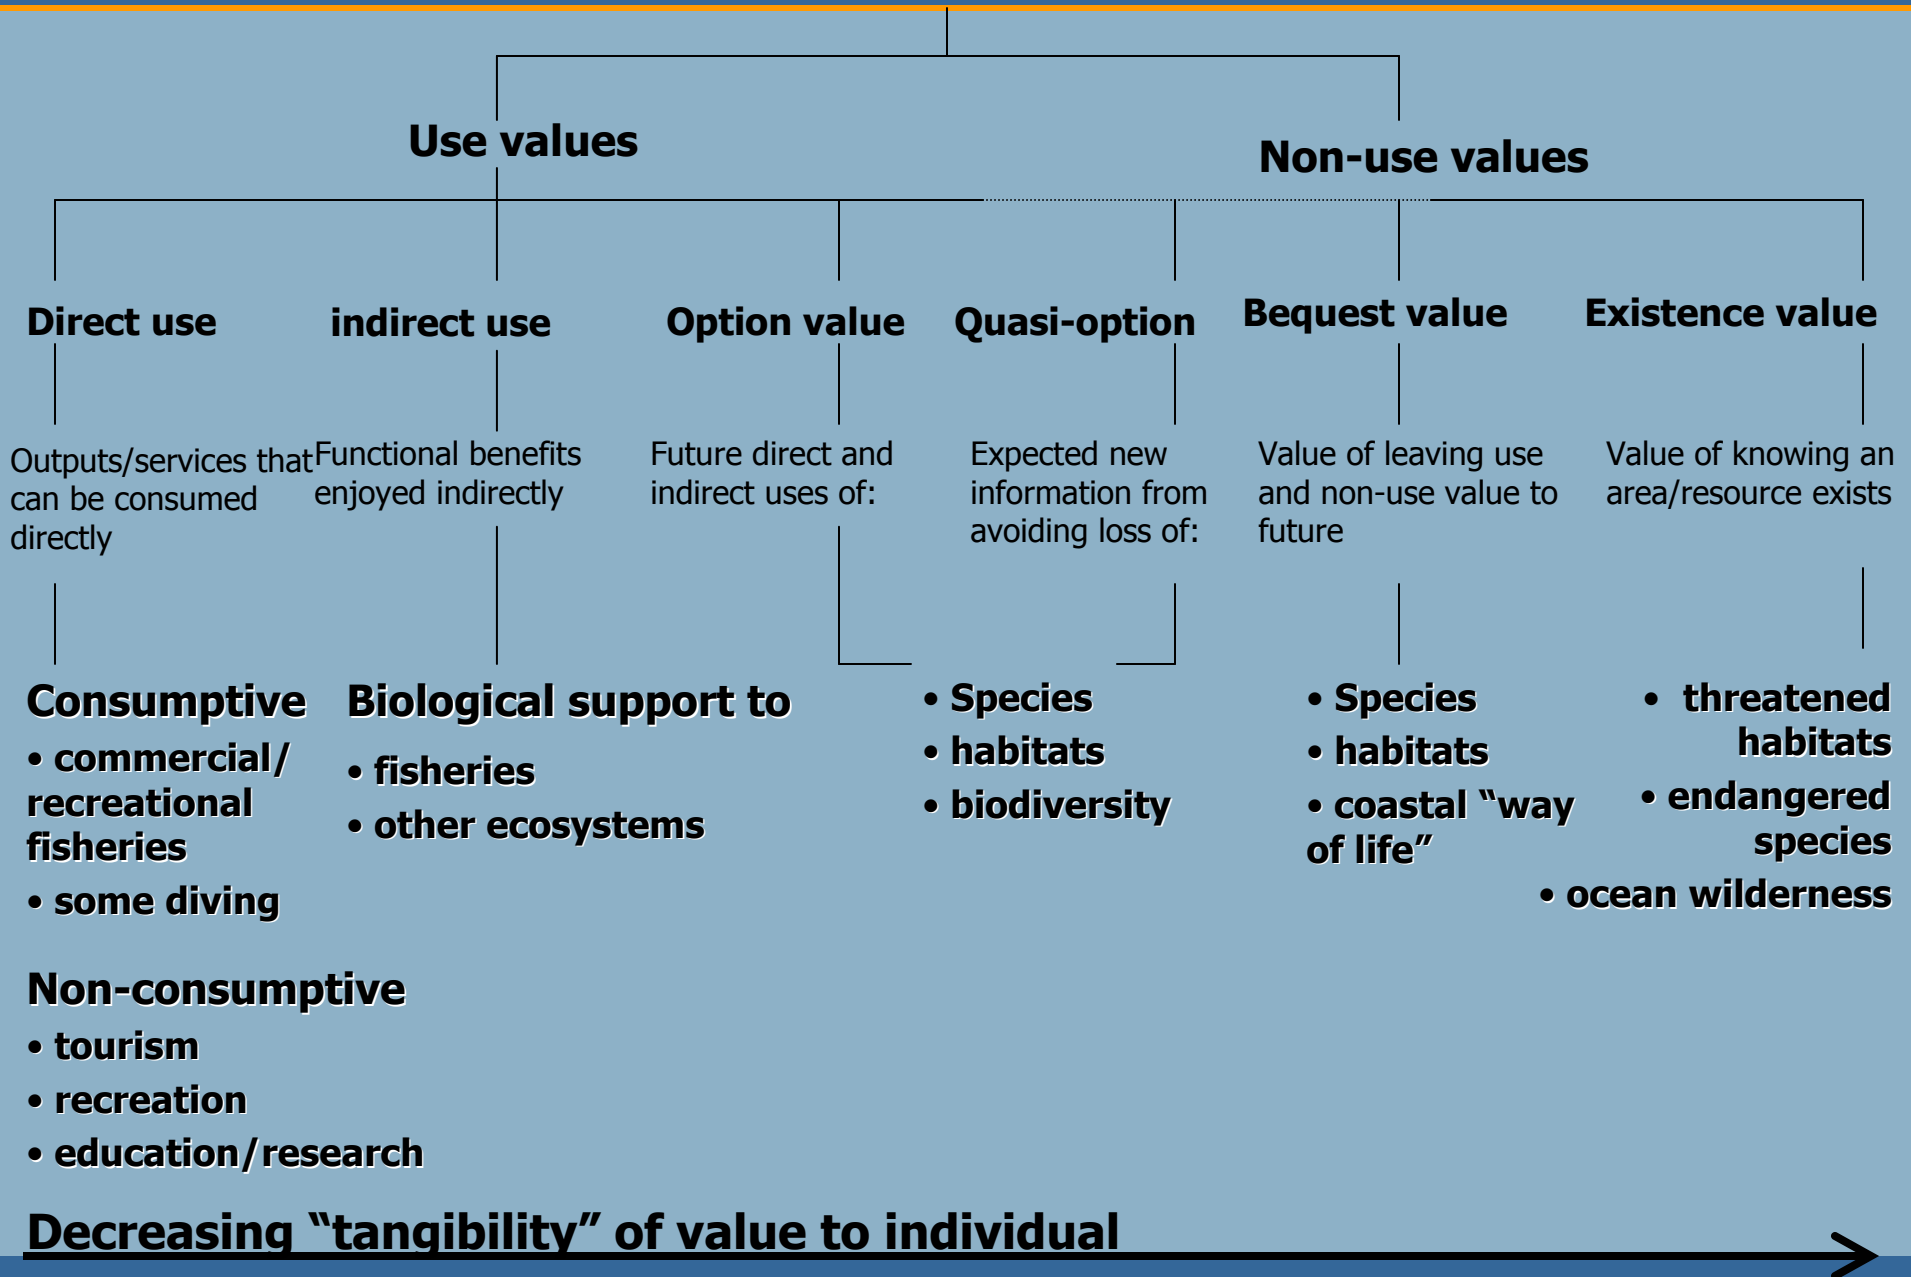 Use values
Non-use values
Direct use
indirect use
Option value
Quasi-option
Bequest value
Existence value
Outputs/services that
can be consumed
directly
Functional benefits
enjoyed indirectly
Future direct and
indirect uses of:
Expected new
information from
avoiding loss of:
Value of leaving use
and non-use value to
future
Value of knowing an
area/resource exists
Consumptive
• commercial/
recreational
fisheries
• some diving
Non-consumptive
• tourism
• recreation
• education/research
Biological support to
• fisheries
• other ecosystems
• Species
• habitats
• biodiversity
• Species
• habitats
• coastal “way
of life”
• threatened
habitats
• endangered
species
• ocean wilderness
Decreasing “tangibility” of value to individual